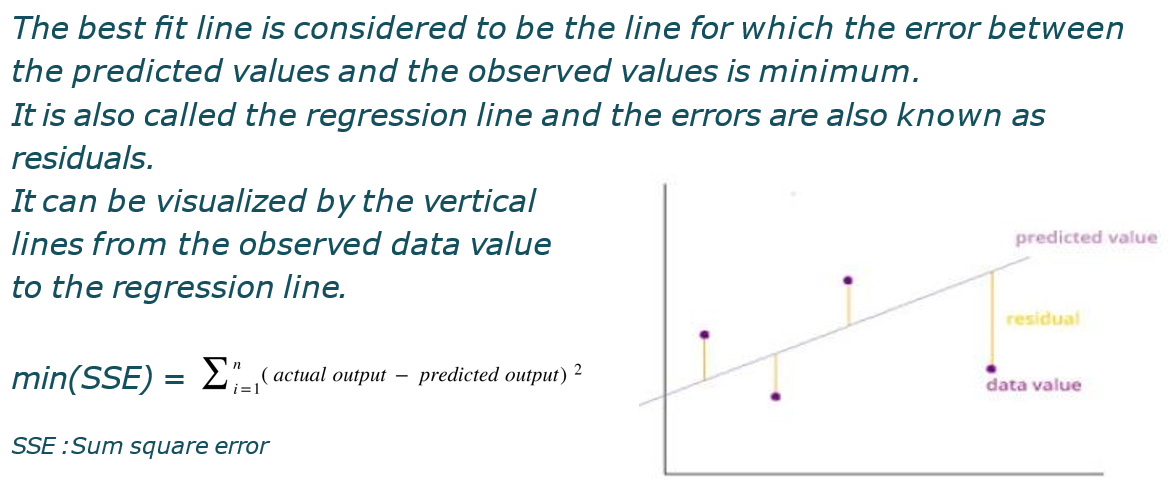 The best fit line is considered to be the line for which the error between
the predicted values and the observed values is minimum.
It is also called the regression line and the errors are also known as
residuals.
It can be visualized by the vertical
lines from the observed data value
to the regression line.
predicted value
residual
data value
min(SSE) = ∑ⁿᵢ₌₁( actual output − predicted output) ²
SSE : Sum square error